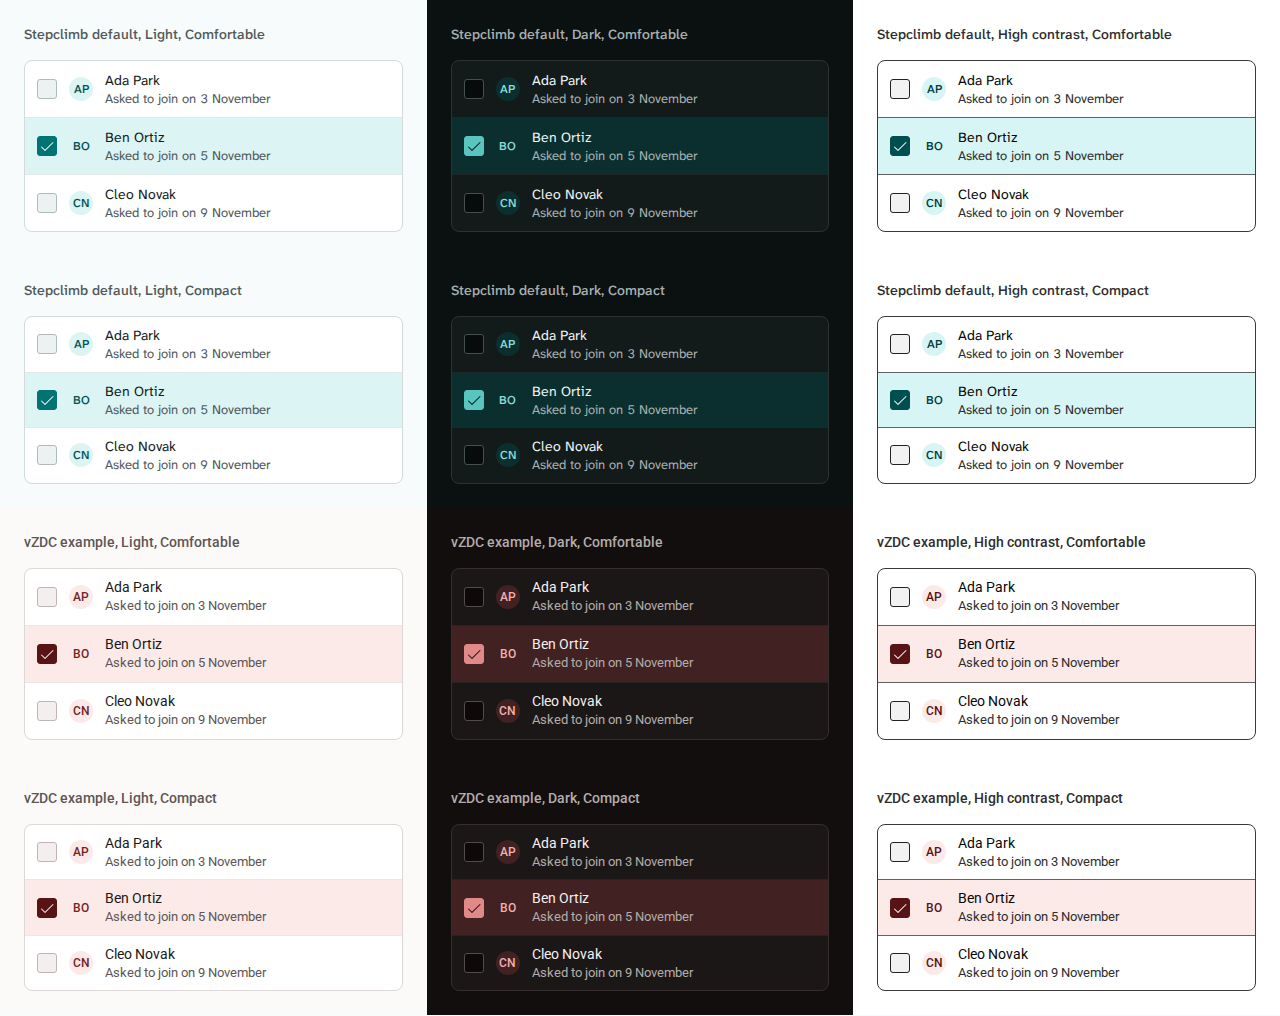 Stepclimb default, Light, Comfortable
AP Ada Park
Asked to join on 3 November
BO Ben Ortiz
Asked to join on 5 November
CN Cleo Novak
Asked to join on 9 November
Stepclimb default, Dark, Comfortable
AP Ada Park
Asked to join on 3 November
BO Ben Ortiz
Asked to join on 5 November
CN Cleo Novak
Asked to join on 9 November
Stepclimb default, High contrast, Comfortable
AP Ada Park
Asked to join on 3 November
BO Ben Ortiz
Asked to join on 5 November
CN Cleo Novak
Asked to join on 9 November
Stepclimb default, Light, Compact
AP Ada Park
Asked to join on 3 November
BO Ben Ortiz
Asked to join on 5 November
CN Cleo Novak
Asked to join on 9 November
Stepclimb default, Dark, Compact
AP Ada Park
Asked to join on 3 November
BO Ben Ortiz
Asked to join on 5 November
CN Cleo Novak
Asked to join on 9 November
Stepclimb default, High contrast, Compact
AP Ada Park
Asked to join on 3 November
BO Ben Ortiz
Asked to join on 5 November
CN Cleo Novak
Asked to join on 9 November
vZDC example, Light, Comfortable
AP Ada Park
Asked to join on 3 November
BO Ben Ortiz
Asked to join on 5 November
CN Cleo Novak
Asked to join on 9 November
vZDC example, Dark, Comfortable
AP Ada Park
Asked to join on 3 November
BO Ben Ortiz
Asked to join on 5 November
CN Cleo Novak
Asked to join on 9 November
vZDC example, High contrast, Comfortable
AP Ada Park
Asked to join on 3 November
BO Ben Ortiz
Asked to join on 5 November
CN Cleo Novak
Asked to join on 9 November
vZDC example, Light, Compact
AP Ada Park
Asked to join on 3 November
BO Ben Ortiz
Asked to join on 5 November
CN Cleo Novak
Asked to join on 9 November
vZDC example, Dark, Compact
AP Ada Park
Asked to join on 3 November
BO Ben Ortiz
Asked to join on 5 November
CN Cleo Novak
Asked to join on 9 November
vZDC example, High contrast, Compact
AP Ada Park
Asked to join on 3 November
BO Ben Ortiz
Asked to join on 5 November
CN Cleo Novak
Asked to join on 9 November